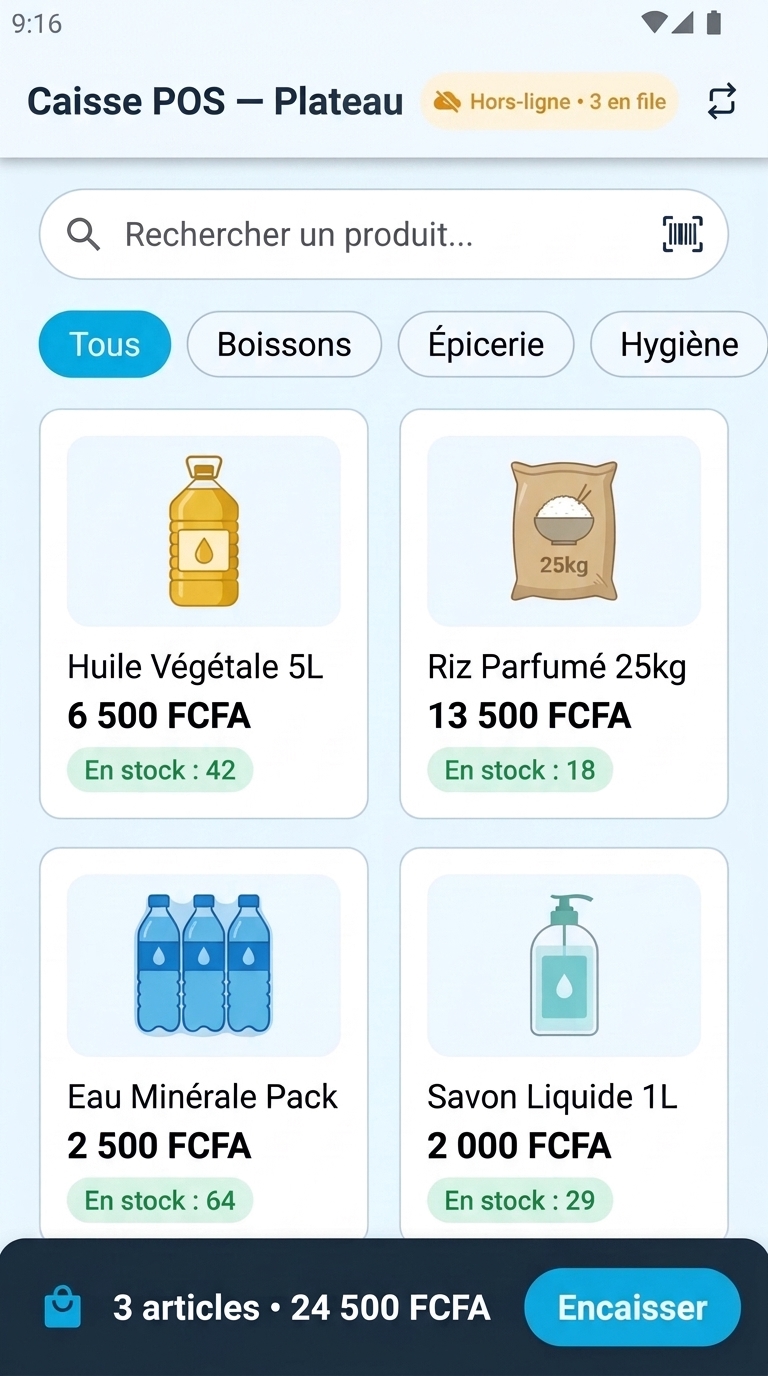 9:16
Caisse POS — Plateau
Hors-ligne • 3 en file
Rechercher un produit...
Tous
Boissons
Épicerie
Hygiène
25kg
Huile Végétale 5L
6 500 FCFA
En stock : 42
Riz Parfumé 25kg
13 500 FCFA
En stock : 18
Eau Minérale Pack
2 500 FCFA
En stock : 64
Savon Liquide 1L
2 000 FCFA
En stock : 29
3 articles • 24 500 FCFA
Encaisser